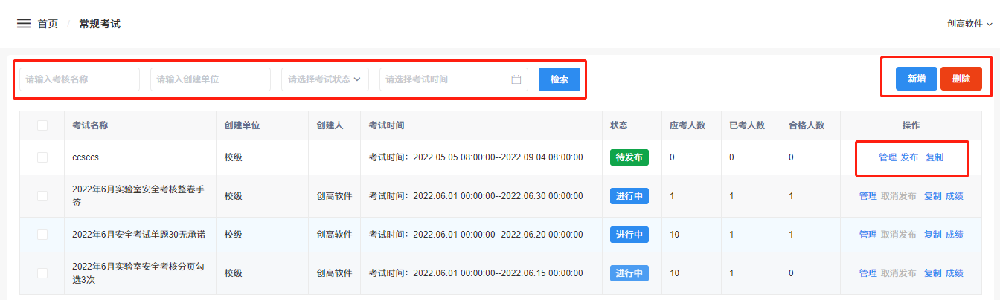 首页 / 常规考试
创高软件
请输入考核名称 请输入创建单位 请选择考试状态 请选择考试时间 检索 新增 删除
考试名称 创建单位 创建人 考试时间 状态 应考人数 已考人数 合格人数 操作
ccsccs 校级 考试时间：2022.05.05 08:00:00--2022.09.04 08:00:00 待发布 0 0 0 管理 发布 复制
2022年6月实验室安全考核整卷手
签 校级 创高软件 考试时间：2022.06.01 00:00:00--2022.06.30 00:00:00 进行中 1 1 1 管理 取消发布 复制 成绩
2022年6月安全考试单题30无承诺 校级 创高软件 考试时间：2022.06.01 00:00:00--2022.06.20 00:00:00 进行中 10 1 1 管理 取消发布 复制 成绩
2022年6月实验室安全考核分页勾
选3次 校级 创高软件 考试时间：2022.06.01 00:00:00--2022.06.15 00:00:00 进行中 10 1 0 管理 取消发布 复制 成绩